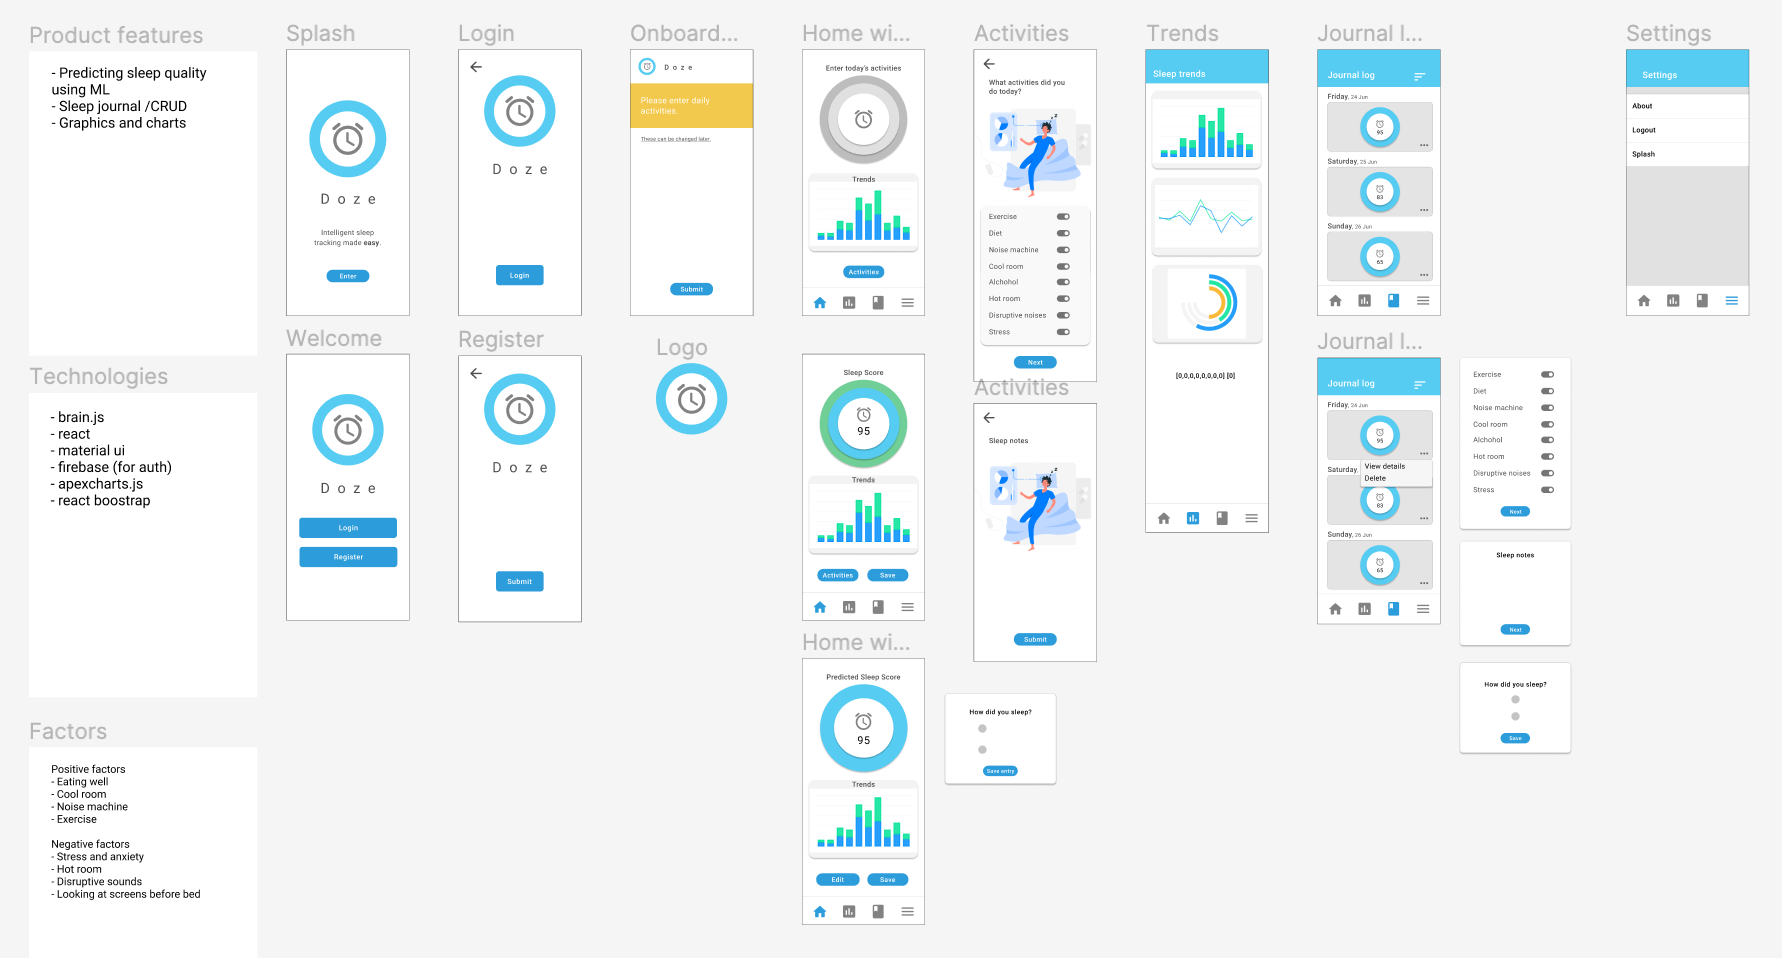 Product features
- Predicting sleep quality
using ML
- Sleep journal /CRUD
- Graphics and charts
Technologies
- brain.js
- react
- material ui
- firebase (for auth)
- apexcharts.js
- react boostrap
Factors
Positive factors
- Eating well
- Cool room
- Noise machine
- Exercise
Negative factors
- Stress and anxiety
- Hot room
- Disruptive sounds
- Looking at screens before bed
Splash
Doze
Intelligent sleep
tracking made easy.
Enter
Welcome
Doze
Login
Register
Login
Doze
Login
Register
Doze
Submit
Onboard...
Doze
Please enter daily
activities.
These can be changed later.
Submit
Logo
Home wi...
Enter today's activities
Trends
Activities
Sleep Score
95
Trends
Activities
Save
Home wi...
Predicted Sleep Score
95
Trends
Edit
Save
Activities
What activities did you
do today?
Exercise
Diet
Noise machine
Cool room
Alchohol
Hot room
Disruptive noises
Stress
Next
Activities
Sleep notes
Submit
How did you sleep?
Save entry
Trends
Sleep trends
[0,0,0,0,0,0,0,0] [0]
Journal l...
Journal log
Friday, 24 Jun
95
Saturday, 25 Jun
83
Sunday, 26 Jun
65
Journal l...
Journal log
Friday, 24 Jun
95
View details
Delete
Saturday,
83
Sunday, 26 Jun
65
Exercise
Diet
Noise machine
Cool room
Alchohol
Hot room
Disruptive noises
Stress
Next
Sleep notes
Next
How did you sleep?
Save
Settings
Settings
About
Logout
Splash